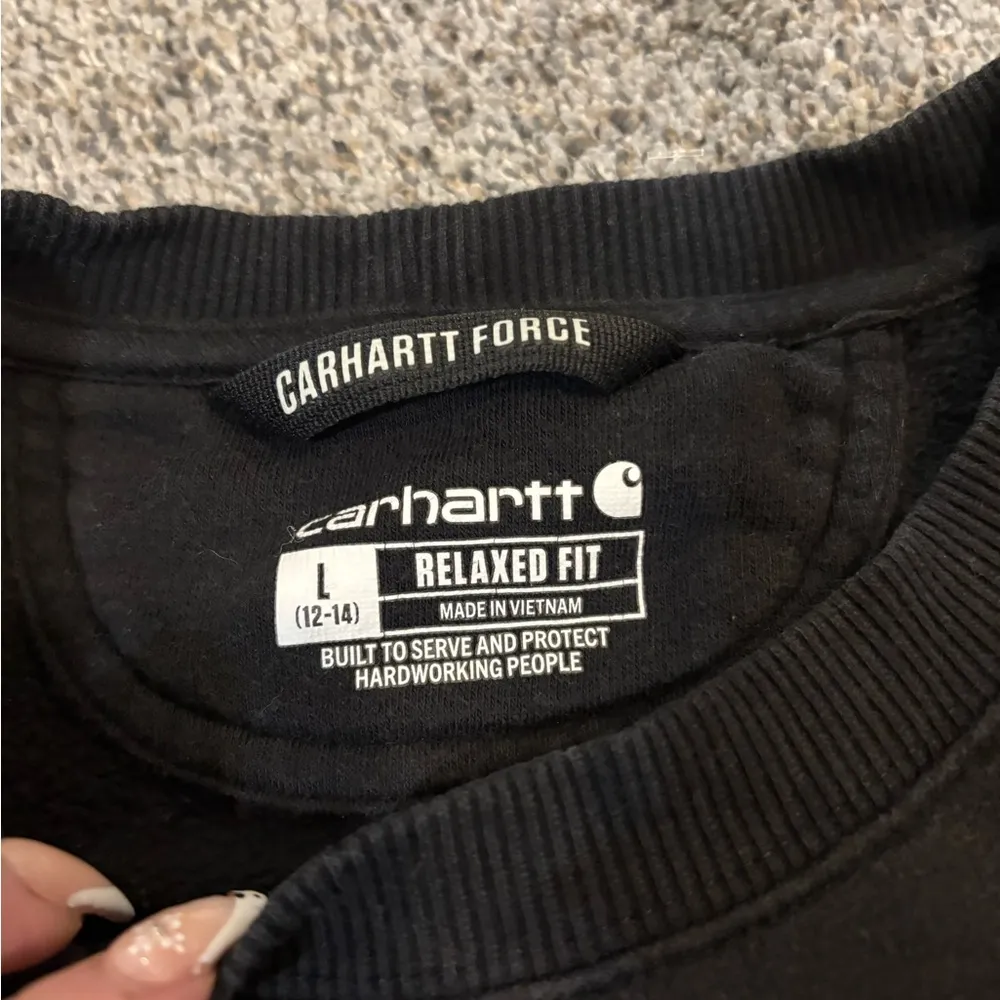 CARHARTT FORCE
carhartt
L
(12-14)
RELAXED FIT
MADE IN VIETNAM
BUILT TO SERVE AND PROTECT
HARDWORKING PEOPLE